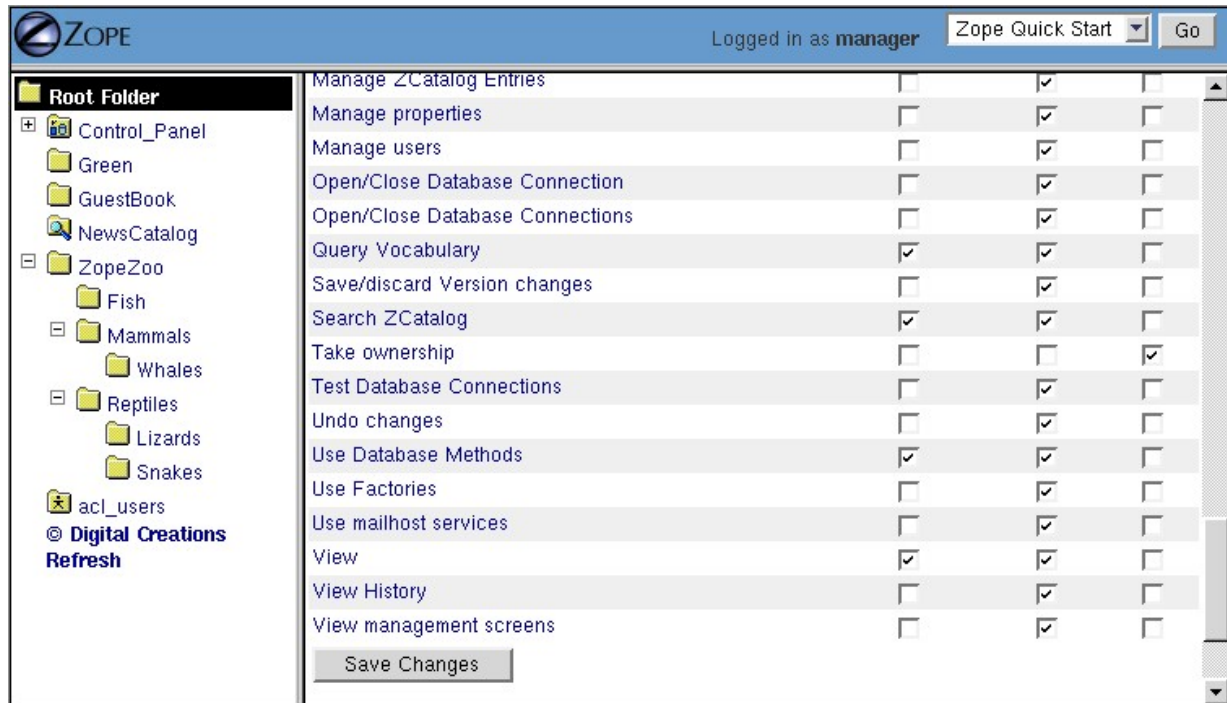 ZOPE
Logged in as manager
Zope Quick Start
Go
Root Folder
Control_Panel
Green
GuestBook
NewsCatalog
ZopeZoo
Fish
Mammals
Whales
Reptiles
Lizards
Snakes
acl_users
© Digital Creations
Refresh
Manage ZCatalog Entries
Manage properties
Manage users
Open/Close Database Connection
Open/Close Database Connections
Query Vocabulary
Save/discard Version changes
Search ZCatalog
Take ownership
Test Database Connections
Undo changes
Use Database Methods
Use Factories
Use mailhost services
View
View History
View management screens
Save Changes